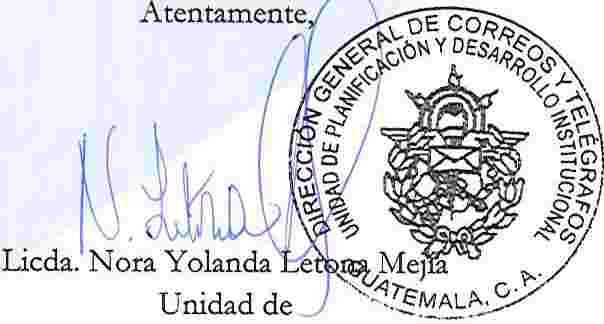 Atentamente,
DIRECCIÓN GENERAL DE CORREOS Y TELÉGRAFOS
UNIDAD DE PLANIFICACIÓN Y DESARROLLO INSTITUCIONAL
GUATEMALA, C. A.
N. Letona
Licda. Nora Yolanda Letona Mejía
Unidad de